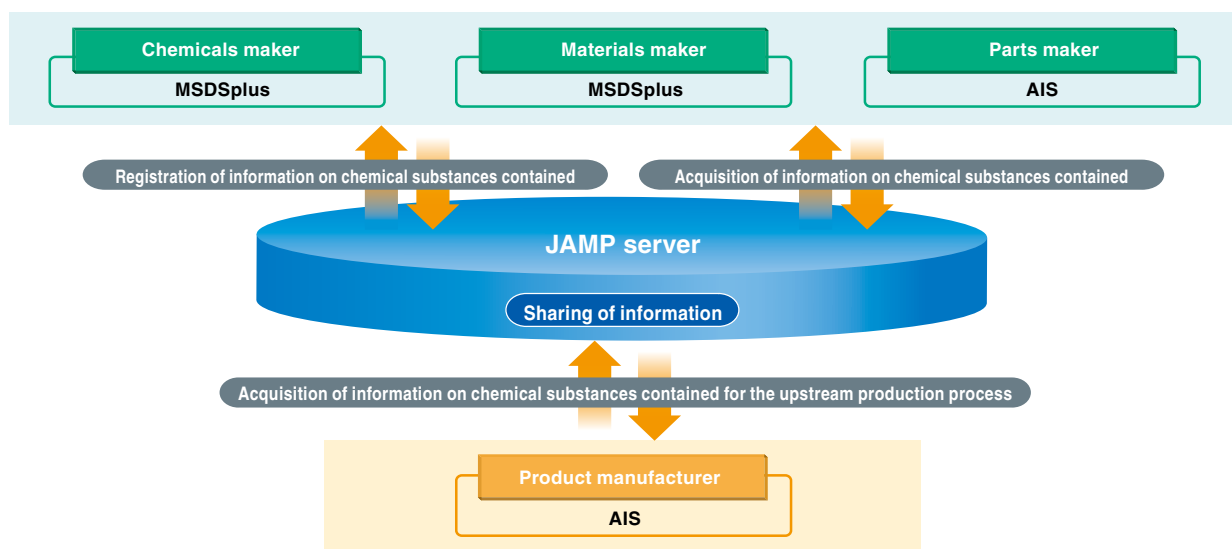 Chemicals maker
MSDSplus
Materials maker
MSDSplus
Parts maker
AIS
Registration of information on chemical substances contained
Acquisition of information on chemical substances contained
JAMP server
Sharing of information
Acquisition of information on chemical substances contained for the upstream production process
Product manufacturer
AIS